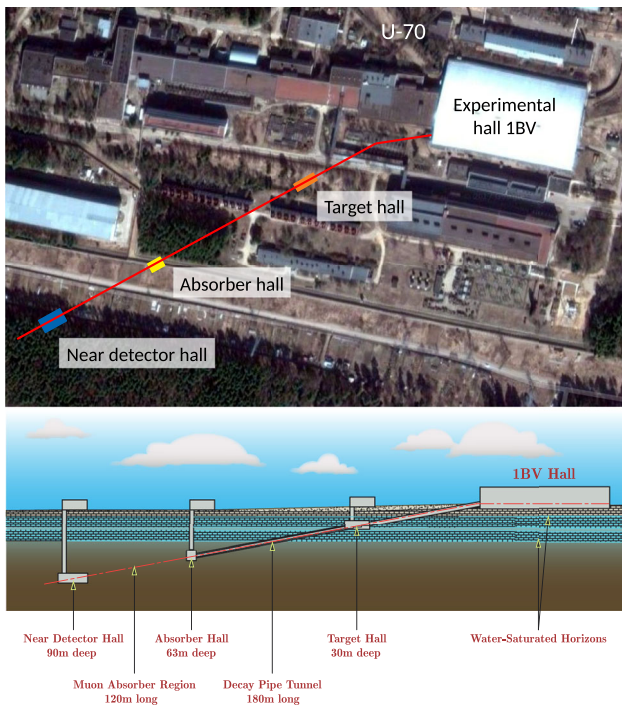 U-70
Experimental
hall 1BV
Target hall
Absorber hall
Near detector hall
1BV Hall
Near Detector Hall
90m deep
Absorber Hall
63m deep
Target Hall
30m deep
Water-Saturated Horizons
Muon Absorber Region
120m long
Decay Pipe Tunnel
180m long